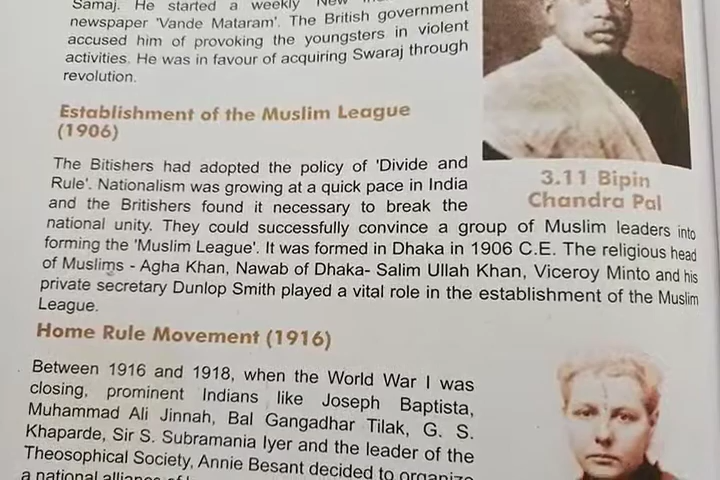 Samaj. He started a weekly 'New
newspaper 'Vande Mataram'. The British government
accused him of provoking the youngsters in violent
activities. He was in favour of acquiring Swaraj through
revolution.
Establishment of the Muslim League
(1906)
The Bitishers had adopted the policy of 'Divide and
Rule'. Nationalism was growing at a quick pace in India
and the Britishers found it necessary to break the
national unity. They could successfully convince a group of Muslim leaders into
forming the 'Muslim League'. It was formed in Dhaka in 1906 C.E. The religious head
of Muslims - Agha Khan, Nawab of Dhaka- Salim Ullah Khan, Viceroy Minto and his
private secretary Dunlop Smith played a vital role in the establishment of the Muslim
League.
3.11 Bipin
Chandra Pal
Home Rule Movement (1916)
Between 1916 and 1918, when the World War I was
closing, prominent Indians like Joseph Baptista,
Muhammad Ali Jinnah, Bal Gangadhar Tilak, G. S.
Khaparde, Sir S. Subramania Iyer and the leader of the
Theosophical Society, Annie Besant decided to organize
a national alliance of